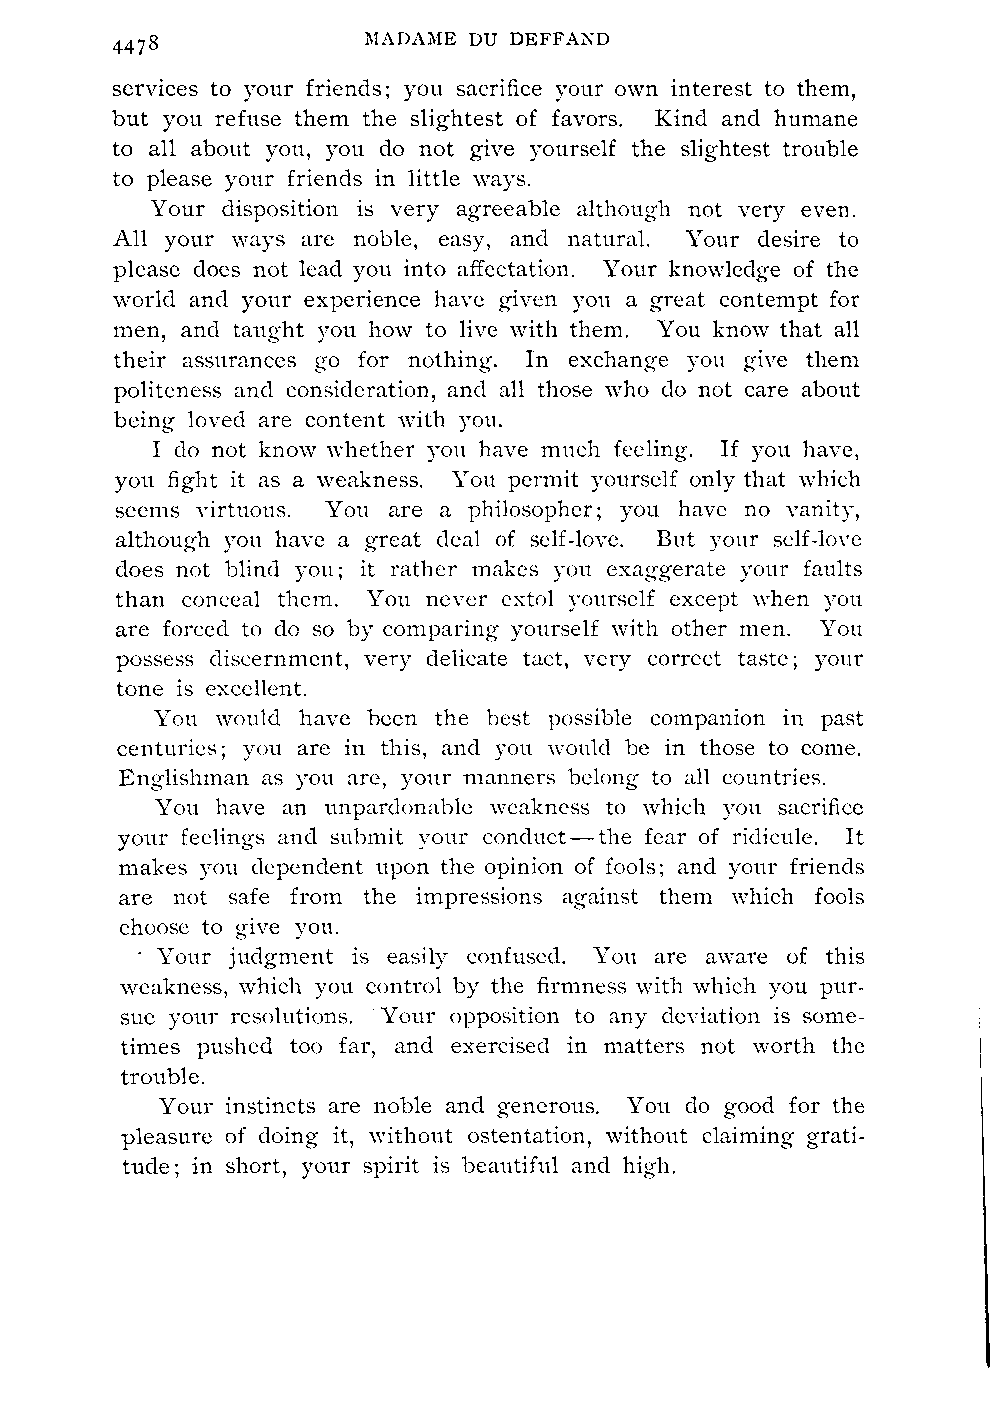 4478 MADAME DU DEFFAND
services to your friends; you sacrifice your own interest to them,
but you refuse them the slightest of favors. Kind and humane
to all about you, you do not give yourself the slightest trouble
to please your friends in little ways.
Your disposition is very agreeable although not very even.
All your ways are noble, easy, and natural. Your desire to
please does not lead you into affectation. Your knowledge of the
world and your experience have given you a great contempt for
men, and taught you how to live with them. You know that all
their assurances go for nothing. In exchange you give them
politeness and consideration, and all those who do not care about
being loved are content with you.
I do not know whether you have much feeling. If you have,
you fight it as a weakness. You permit yourself only that which
seems virtuous. You are a philosopher; you have no vanity,
although you have a great deal of self-love. But your self-love
does not blind you; it rather makes you exaggerate your faults
than conceal them. You never extol yourself except when you
are forced to do so by comparing yourself with other men. You
possess discernment, very delicate tact, very correct taste; your
tone is excellent.
You would have been the best possible companion in past
centuries; you are in this, and you would be in those to come.
Englishman as you are, your manners belong to all countries.
You have an unpardonable weakness to which you sacrifice
your feelings and submit your conduct—the fear of ridicule. It
makes you dependent upon the opinion of fools; and your friends
are not safe from the impressions against them which fools
choose to give you.
Your judgment is easily confused. You are aware of this
weakness, which you control by the firmness with which you pur-
sue your resolutions. Your opposition to any deviation is some-
times pushed too far, and exercised in matters not worth the
trouble.
Your instincts are noble and generous. You do good for the
pleasure of doing it, without ostentation, without claiming grati-
tude; in short, your spirit is beautiful and high.